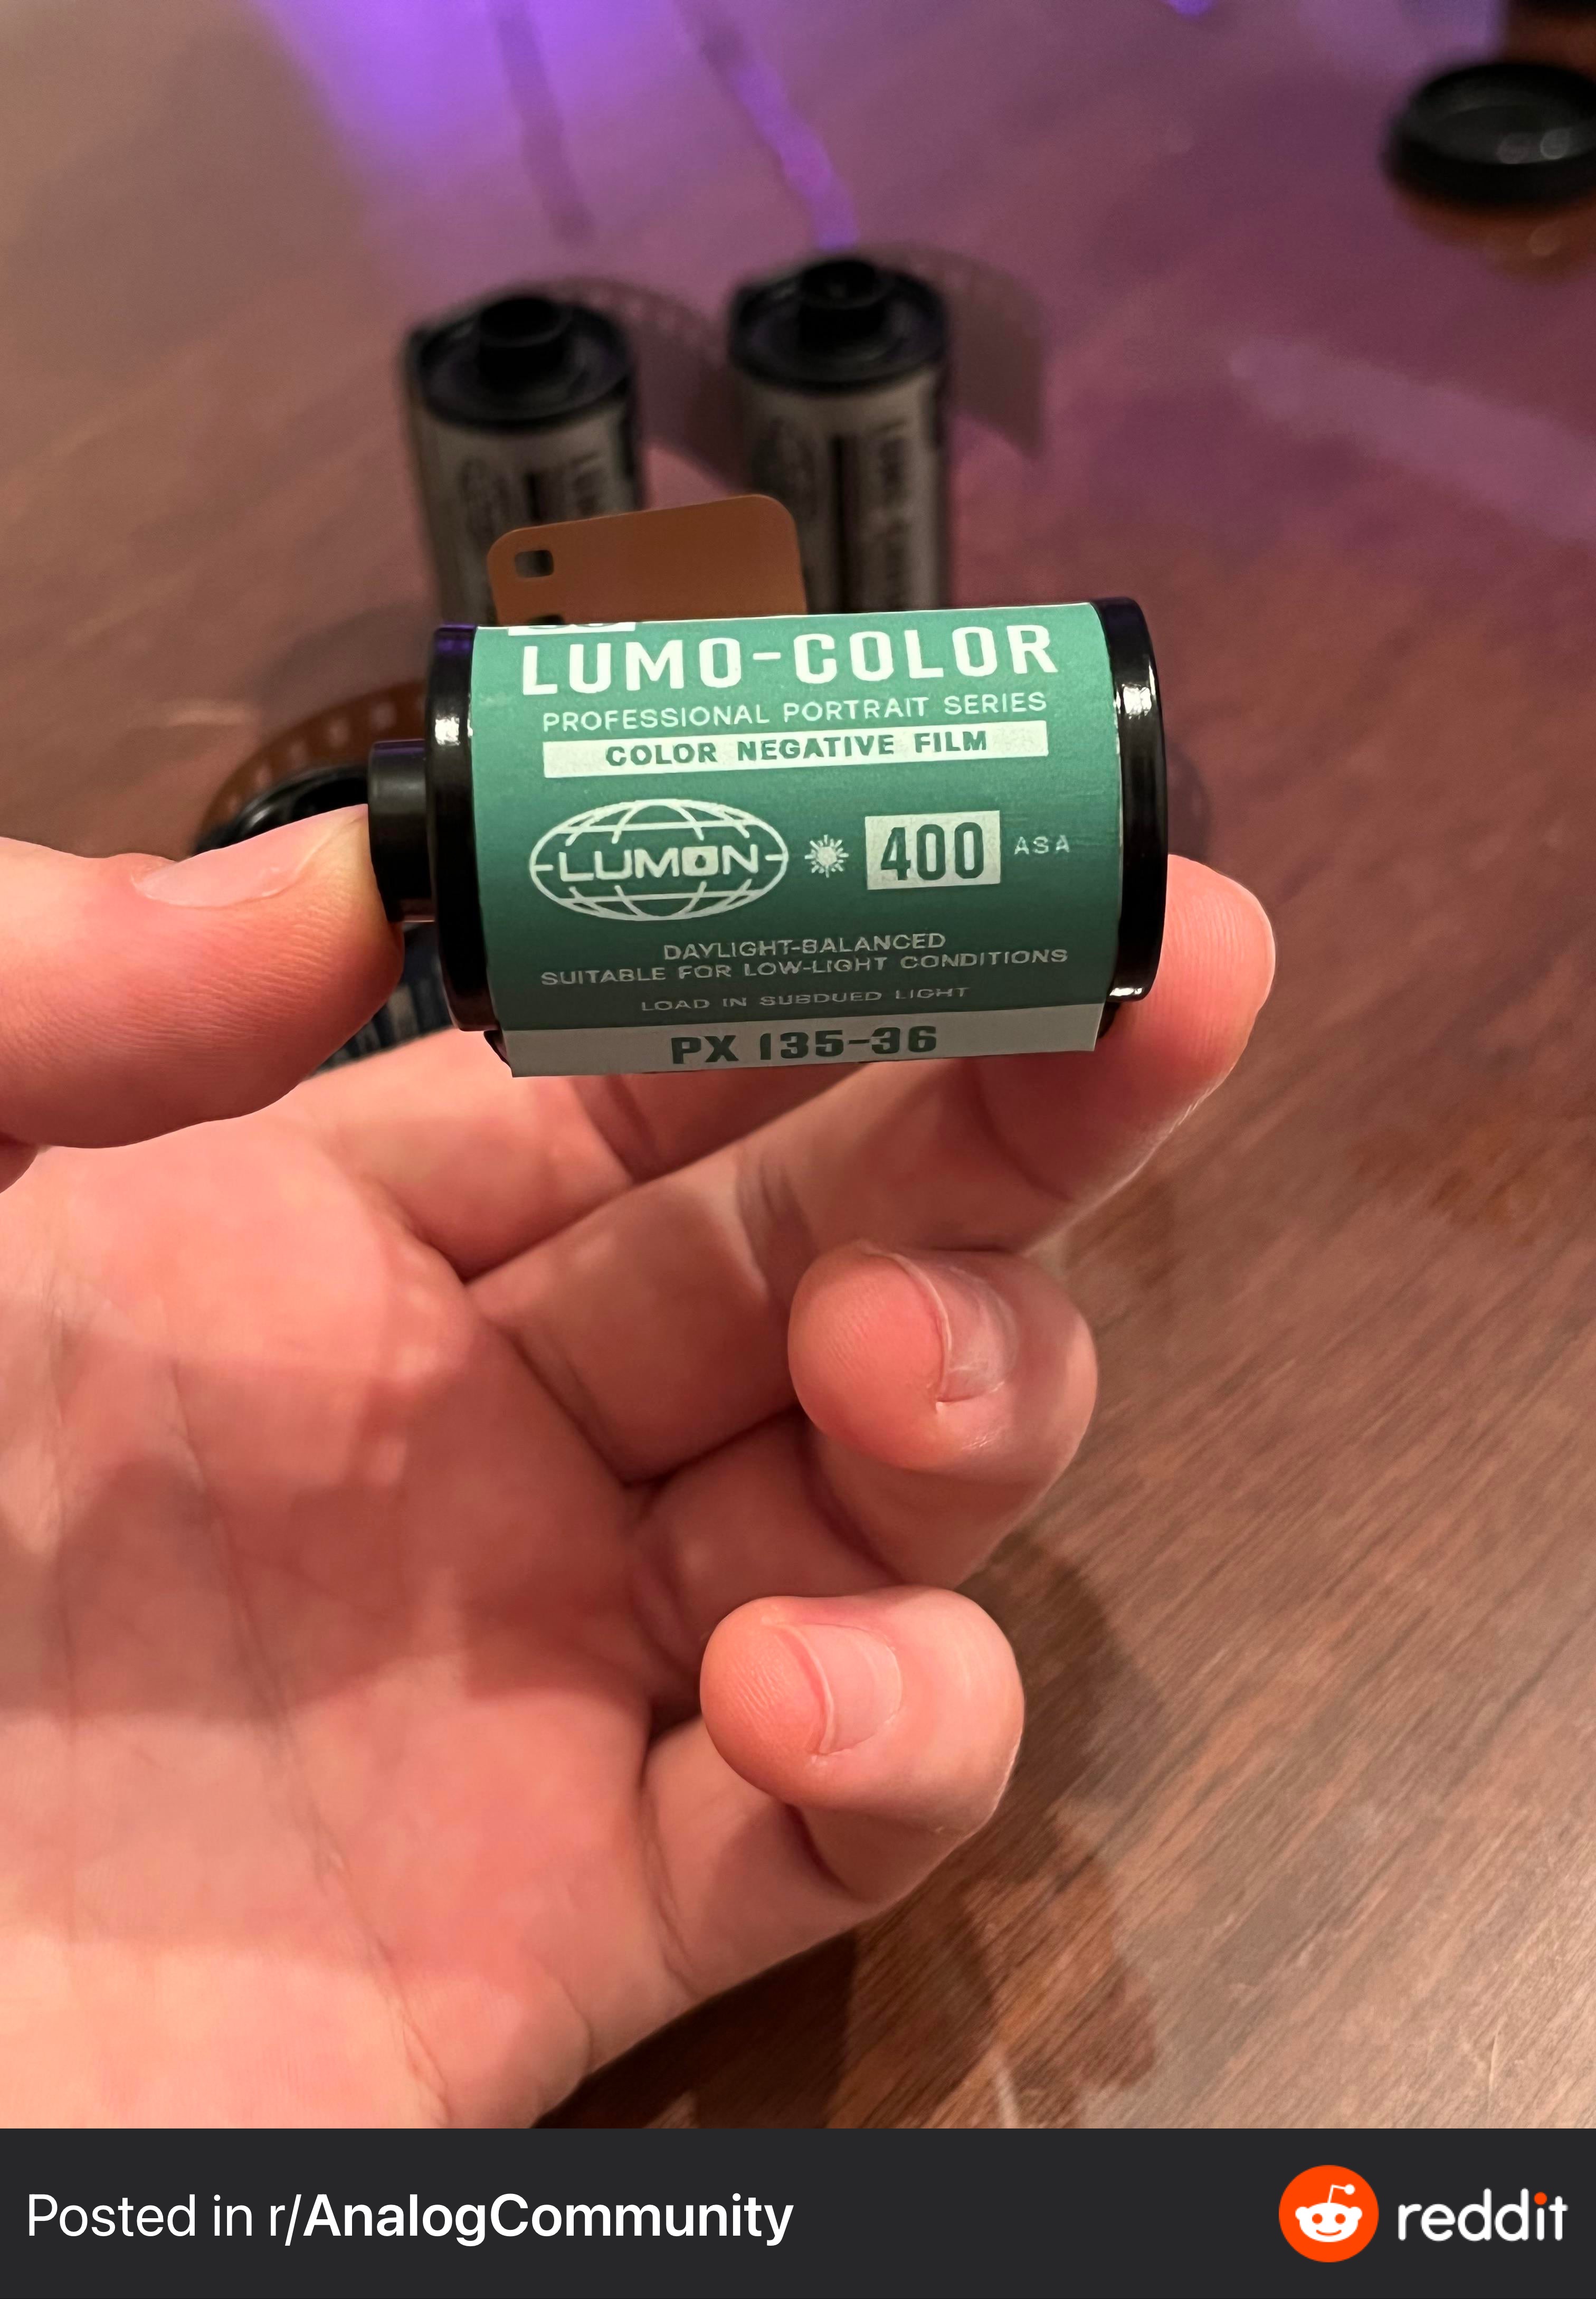 LUMO-COLOR
PROFESSIONAL PORTRAIT SERIES
COLOR NEGATIVE FILM
LUMON 400 ASA
DAYLIGHT-BALANCED
SUITABLE FOR LOW-LIGHT CONDITIONS
LOAD IN SUBDUED LIGHT
PX 135-36
Posted in r/AnalogCommunity
reddit